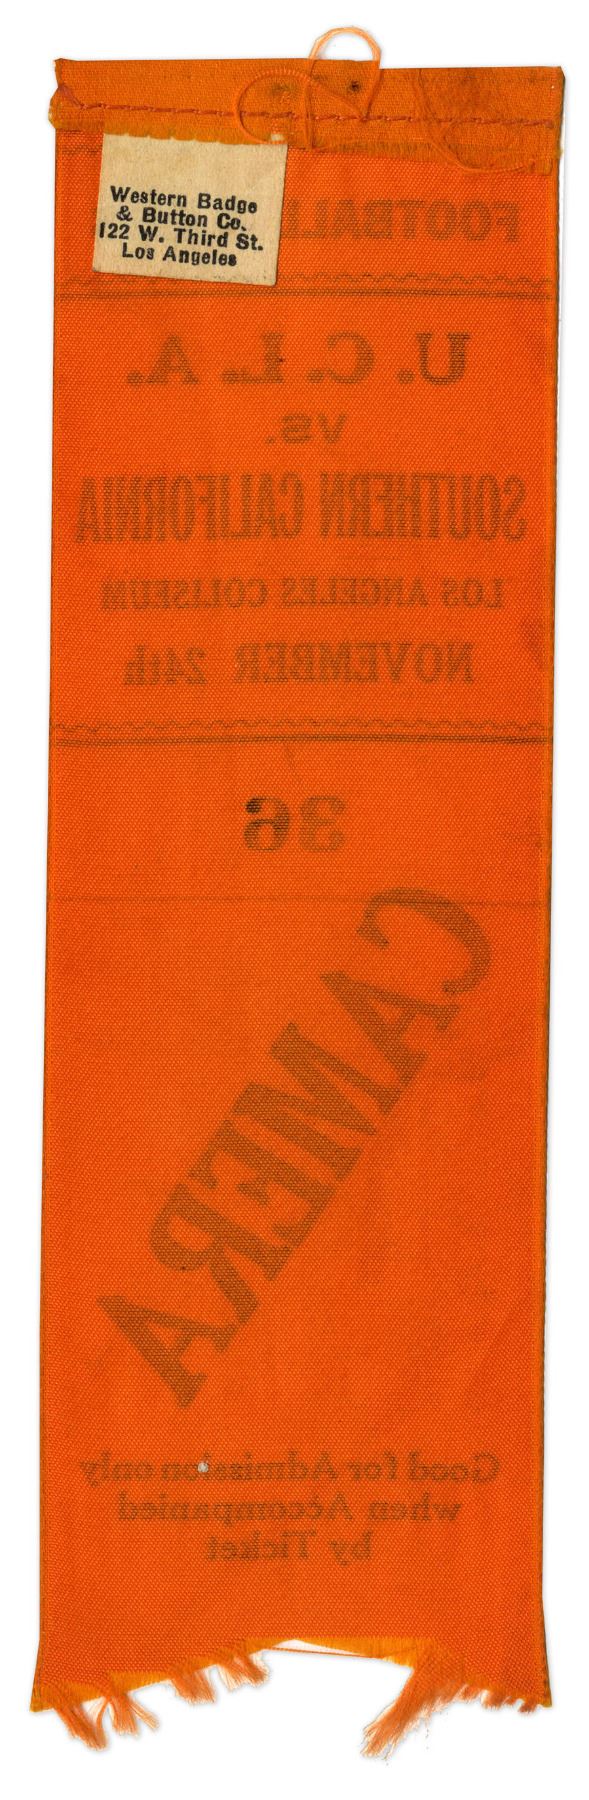 Western Badge
& Button Co.
122 W. Third St.
Los Angeles
FOOTBALL
U. C. L. A.
vs.
SOUTHERN CALIFORNIA
LOS ANGELES COLISEUM
NOVEMBER 24th
36
CAMERA
Good for Admission only
when Accompanied
by Ticket